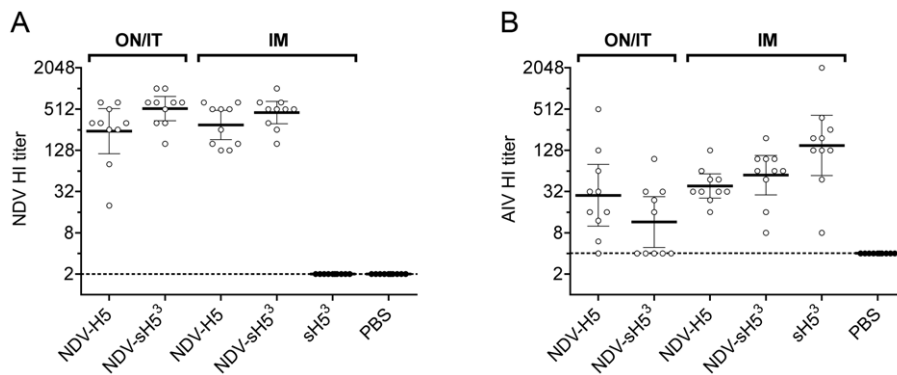 A
ON/IT
IM
NDV HI titer
2048
512
128
32
8
2
NDV-H5
NDV-sH5³
NDV-H5
NDV-sH5³
sH5³
PBS
B
ON/IT
IM
AIV HI titer
2048
512
128
32
8
2
NDV-H5
NDV-sH5³
NDV-H5
NDV-sH5³
sH5³
PBS